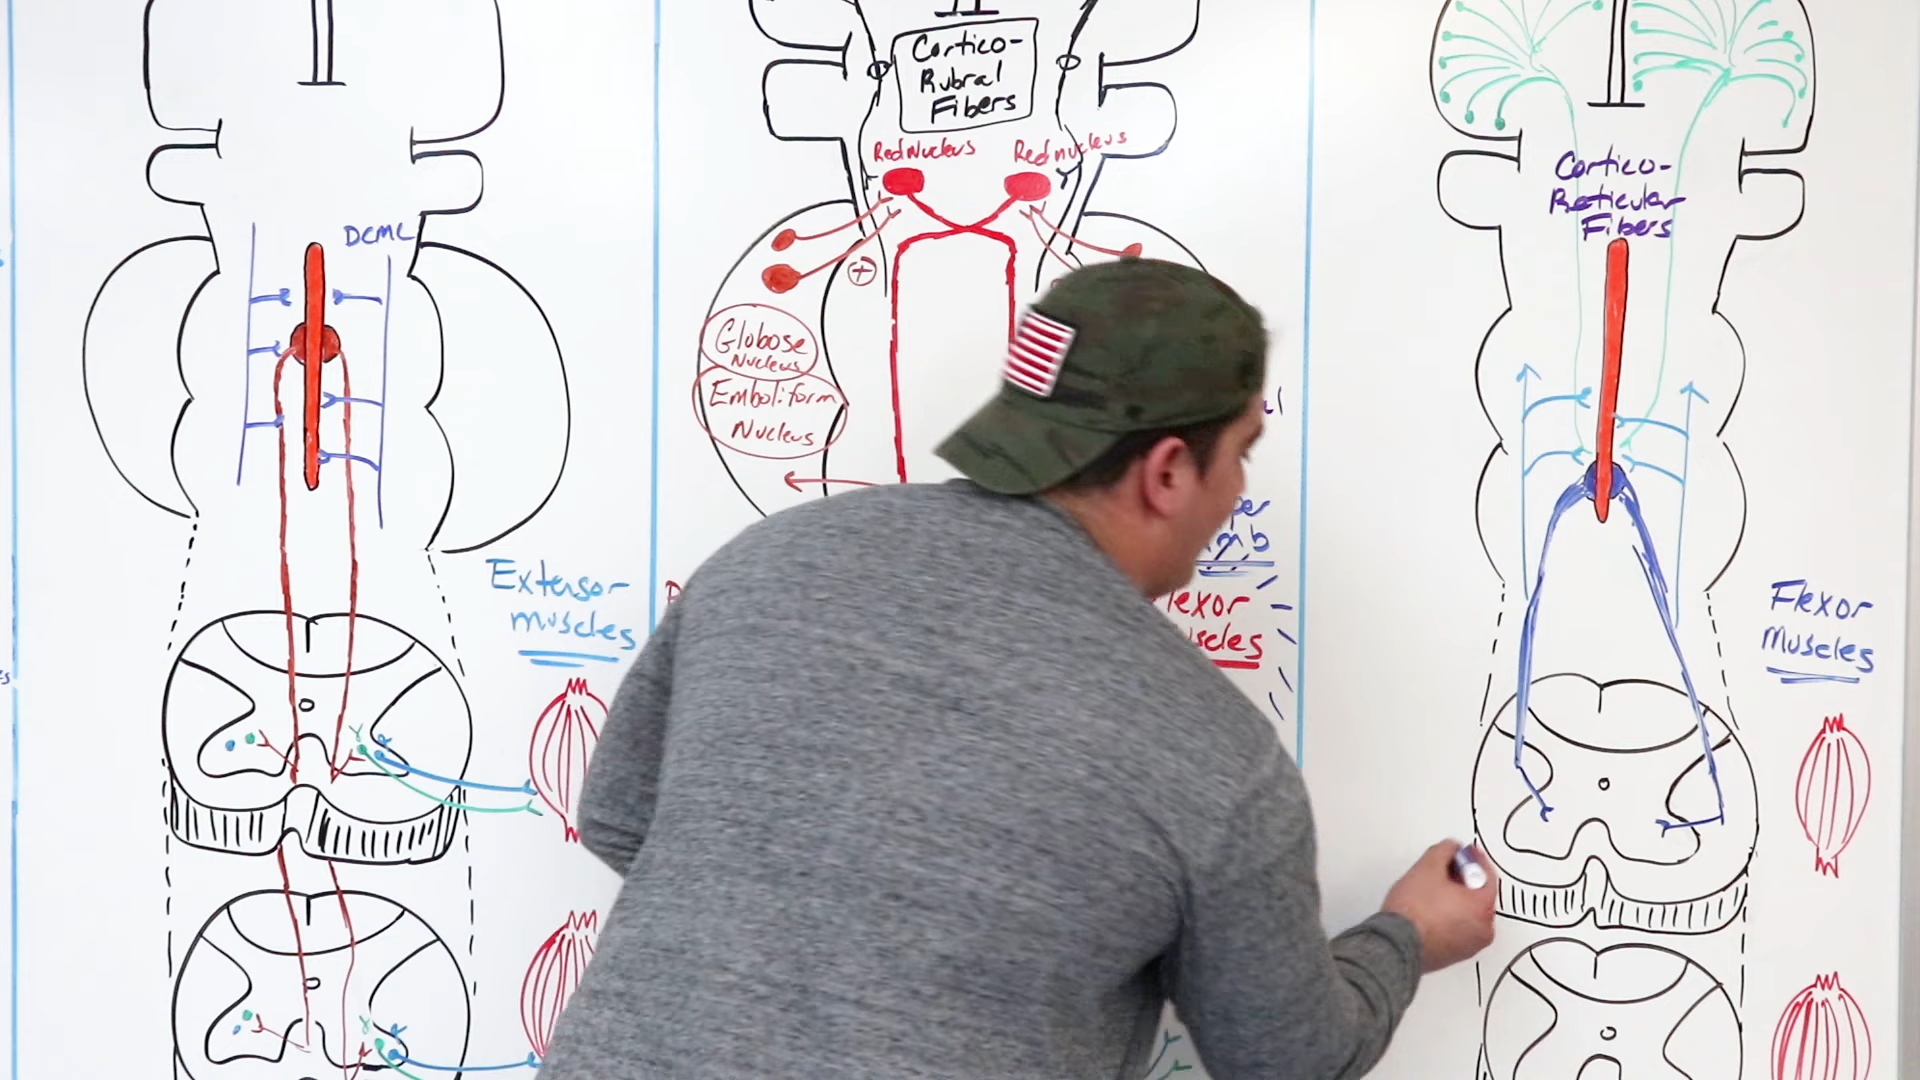 DCML
Extensor
muscles
Cortico-
Rubral
Fibers
Red Nucleus
Red nucleus
+
Globose
Nucleus
Emboliform
Nucleus
γ
α
γ
α
Cortico-
Reticular
Fibers
Flexor
Muscles